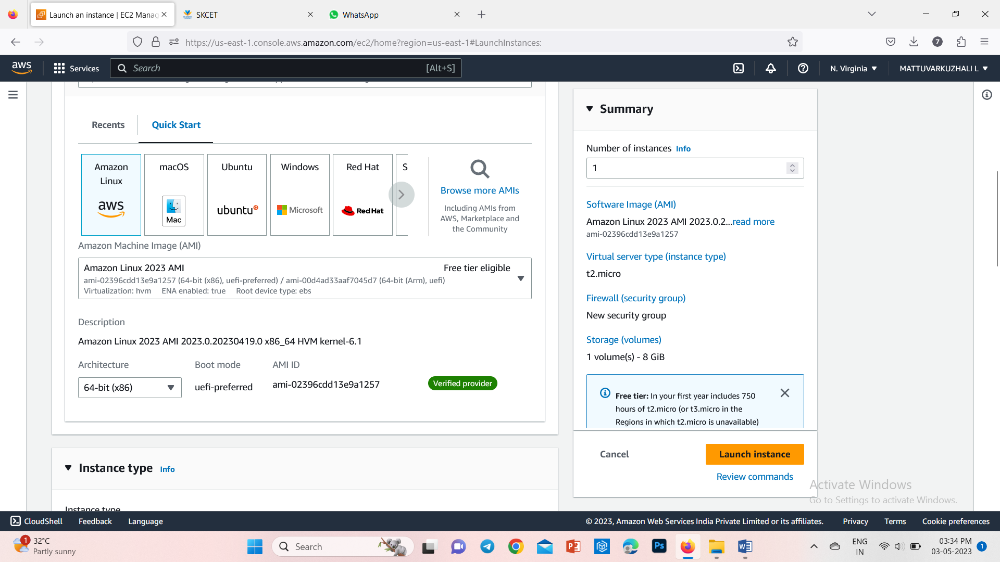 Launch an instance | EC2 Manag
SKCET
WhatsApp
https://us-east-1.console.aws.amazon.com/ec2/home?region=us-east-1#LaunchInstances:
7
aws
Services
Search
[Alt+S]
N. Virginia
MATTUVARKUZHALI L
Recents
Quick Start
Amazon Linux
aws
macOS
Mac
Ubuntu
ubuntu
Windows
Microsoft
Red Hat
Red Hat
S
Browse more AMIs
Including AMIs from
AWS, Marketplace and
the Community
Amazon Machine Image (AMI)
Amazon Linux 2023 AMI
Free tier eligible
ami-02396cdd13e9a1257 (64-bit (x86), uefi-preferred) / ami-00d4ad33aaf7045d7 (64-bit (Arm), uefi)
Virtualization: hvm ENA enabled: true Root device type: ebs
Description
Amazon Linux 2023 AMI 2023.0.20230419.0 x86_64 HVM kernel-6.1
Architecture
Boot mode
AMI ID
64-bit (x86)
uefi-preferred
ami-02396cdd13e9a1257
Verified provider
Instance type Info
Instance type
Summary
Number of instances Info
1
Software Image (AMI)
Amazon Linux 2023 AMI 2023.0.2...read more
ami-02396cdd13e9a1257
Virtual server type (instance type)
t2.micro
Firewall (security group)
New security group
Storage (volumes)
1 volume(s) - 8 GiB
Free tier: In your first year includes 750
hours of t2.micro (or t3.micro in the
Regions in which t2.micro is unavailable)
Cancel
Launch instance
Review commands
Activate Windows
Go to Settings to activate Windows.
CloudShell
Feedback
Language
© 2023, Amazon Web Services India Private Limited or its affiliates.
Privacy
Terms
Cookie preferences
1
32°C
Partly sunny
Search
P
Ps
W
ENG
IN
03:34 PM
03-05-2023
1